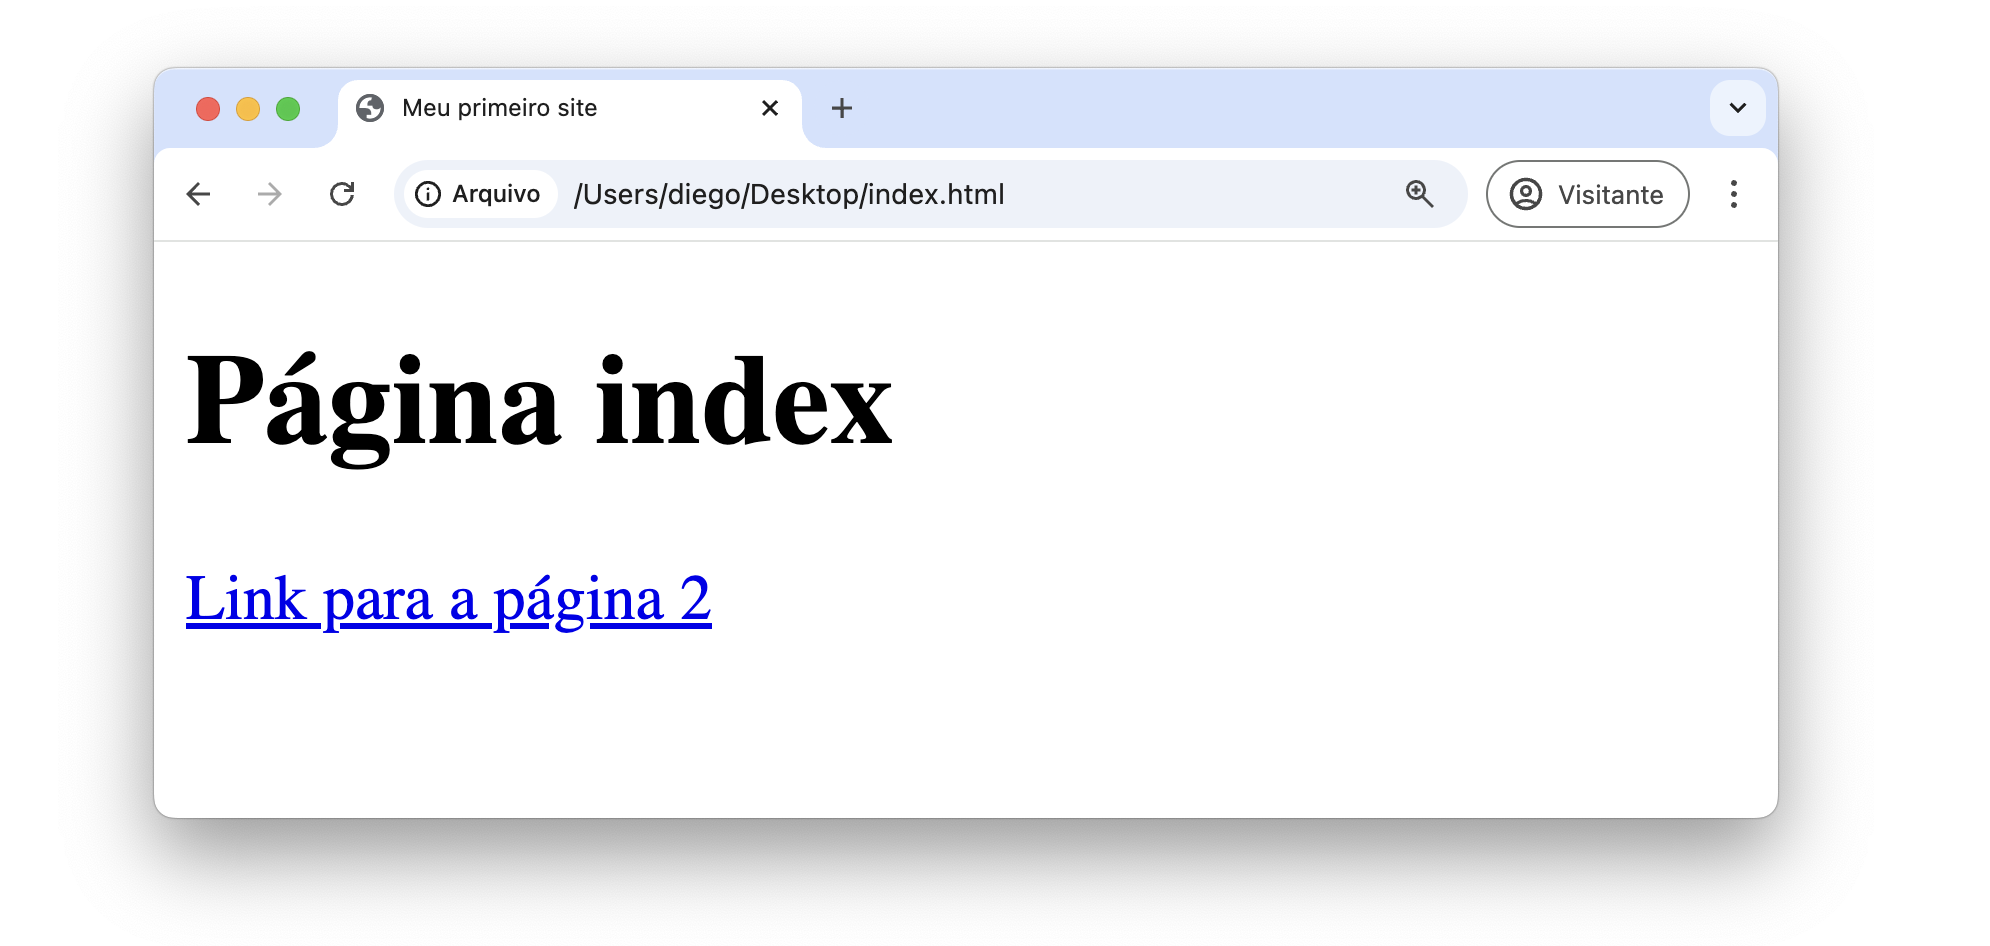 Meu primeiro site
Arquivo /Users/diego/Desktop/index.html Visitante
Página index
Link para a página 2